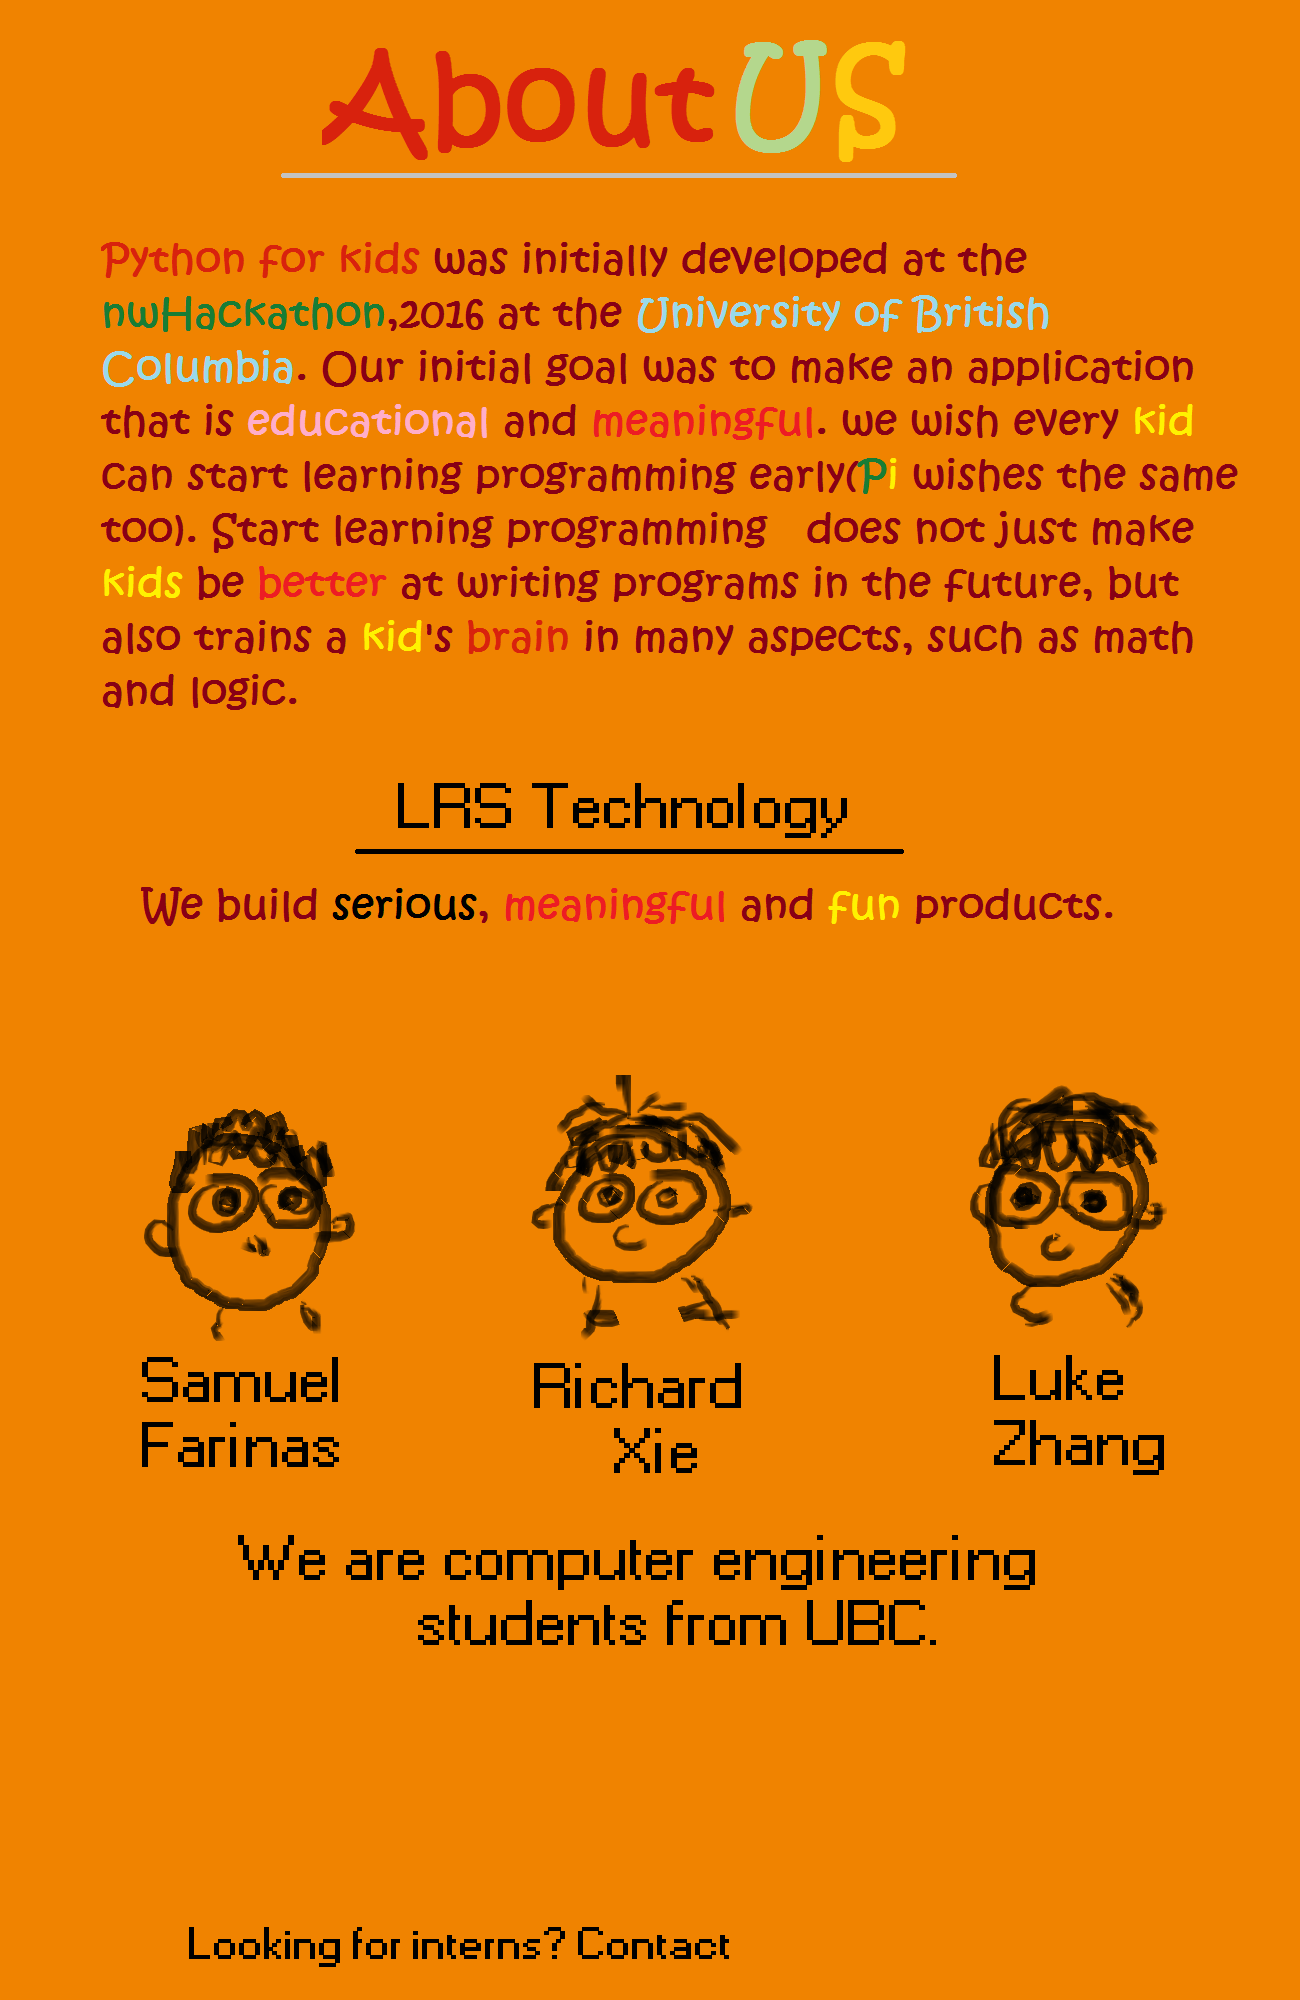 About US
Python for kids was initially developed at the
nwHackathon,2016 at the University of British
Columbia. Our initial goal was to make an application
that is educational and meaningful. we wish every kid
can start learning programming early(Pi wishes the same
too). Start learning programming does not just make
kids be better at writing programs in the future, but
also trains a kid's brain in many aspects, such as math
and logic.
LRS Technology
We build serious, meaningful and fun products.
Samuel
Farinas
Richard
Xie
Luke
Zhang
We are computer engineering
students from UBC.
Looking for interns? Contact